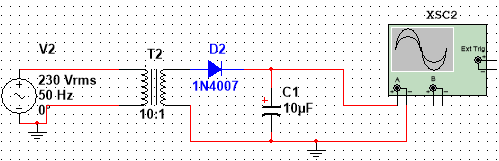 XSC2
V2
T2
D2
Ext Trig
230 Vrms
50 Hz
0°
1N4007
C1
10µF
10:1
A
B